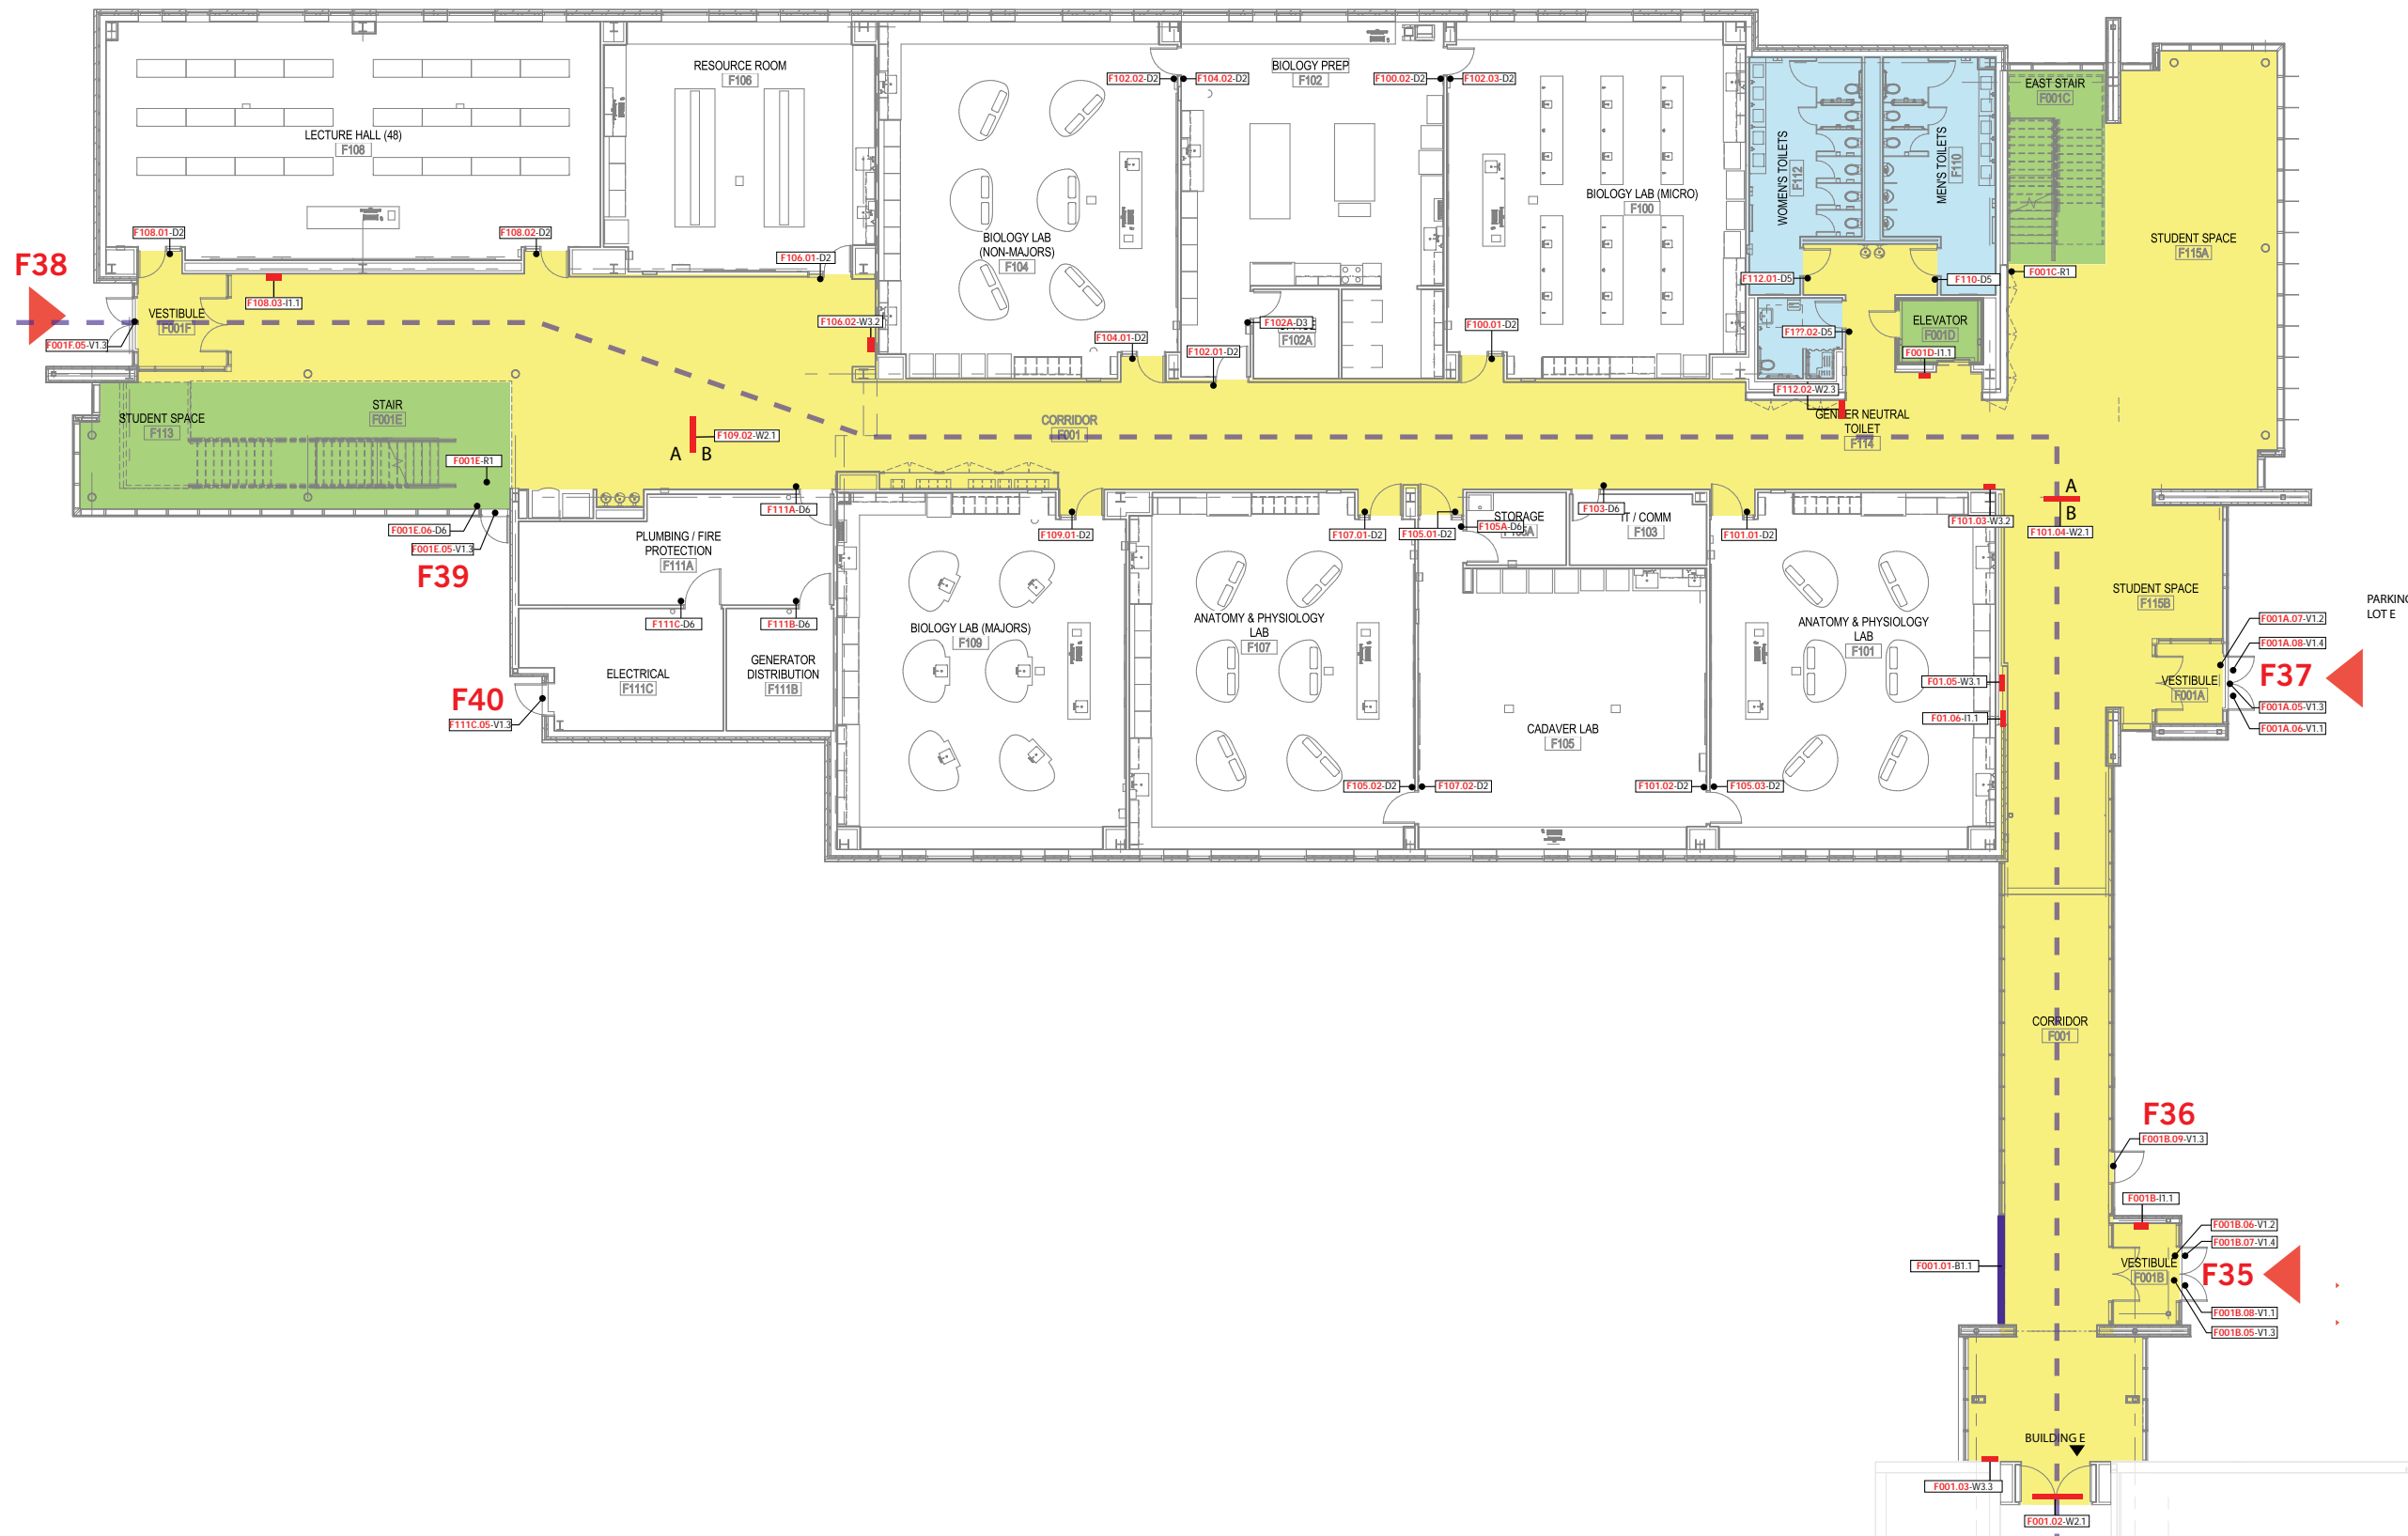 RESOURCE ROOM
F106
LECTURE HALL (48)
F108
BIOLOGY LAB
(NON-MAJORS)
F104
BIOLOGY PREP
F102
F102A
BIOLOGY LAB (MICRO)
F100
WOMEN'S TOILETS
F112
MEN'S TOILETS
F110
EAST STAIR
F001C
STUDENT SPACE
F115A
ELEVATOR
F001D
F102.02-D2
F104.02-D2
F100.02-D2
F102.03-D2
F108.01-D2
F108.02-D2
F106.01-D2
F112.01-D5
F110-D5
F001C-R1
F38
F108.03-I1.1
VESTIBULE
F001F
F001F.05-V1.3
F106.02-W3.2
F104.01-D2
F102.01-D2
F102A-D3
F100.01-D2
F1??.02-D5
F001D-I1.1
F112.02-W2.3
GENDER NEUTRAL
TOILET
F114
STUDENT SPACE
F113
STAIR
F001E
CORRIDOR
F001
A
B
F109.02-W2.1
F001E-R1
F001E.06-D6
F001E.05-V1.3
F39
F111A-D6
PLUMBING / FIRE
PROTECTION
F111A
F109.01-D2
F107.01-D2
F105.01-D2
STORAGE
F105A-D6
F103-D6
IT / COMM
F103
F101.01-D2
F101.03-W3.2
A
B
F101.04-W2.1
F111C-D6
F111B-D6
ELECTRICAL
F111C
GENERATOR
DISTRIBUTION
F111B
F40
F111C.05-V1.3
BIOLOGY LAB (MAJORS)
F109
ANATOMY & PHYSIOLOGY
LAB
F107
CADAVER LAB
F105
ANATOMY & PHYSIOLOGY
LAB
F101
F01.05-W3.1
F01.06-I1.1
F105.02-D2
F107.02-D2
F101.02-D2
F105.03-D2
STUDENT SPACE
F115B
VESTIBULE
F001A
F001A.07-V1.2
F001A.08-V1.4
F37
F001A.05-V1.3
F001A.06-V1.1
PARKING
LOT E
CORRIDOR
F001
F36
F001B.09-V1.3
F001B-I1.1
F001B.06-V1.2
F001B.07-V1.4
VESTIBULE
F001B
F35
F001B.08-V1.1
F001B.05-V1.3
F001.01-B1.1
BUILDING E
F001.03-W3.3
F001.02-W2.1